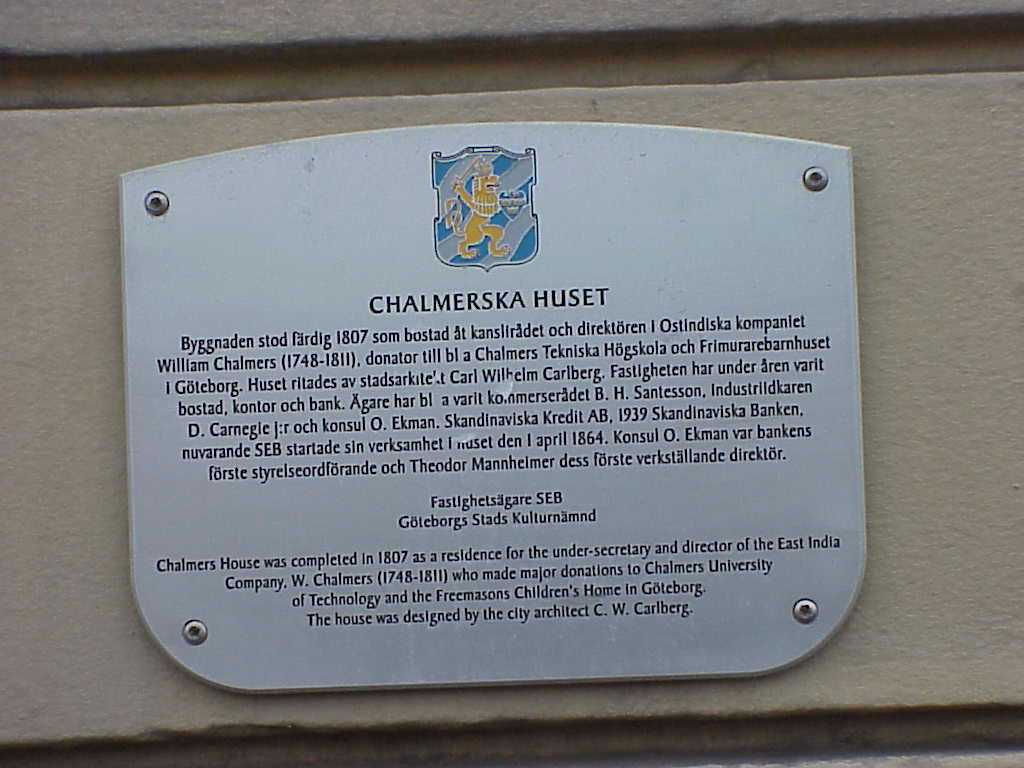 CHALMERSKA HUSET
Byggnaden stod färdig 1807 som bostad åt kanslirådet och direktören i Ostindiska kompaniet
William Chalmers (1748-1811), donator till bl a Chalmers Tekniska Högskola och Frimurarebarnhuset
i Göteborg. Huset ritades av stadsarkitekt Carl Wilhelm Carlberg. Fastigheten har under åren varit
bostad, kontor och bank. Ägare har bl a varit kommerserådet B. H. Santesson, industriidkaren
D. Carnegie j:r och konsul O. Ekman. Skandinaviska Kredit AB, 1939 Skandinaviska Banken,
nuvarande SEB startade sin verksamhet i huset den 1 april 1864. Konsul O. Ekman var bankens
förste styrelseordförande och Theodor Mannheimer dess förste verkställande direktör.
Fastighetsägare SEB
Göteborgs Stads Kulturnämnd
Chalmers House was completed in 1807 as a residence for the under-secretary and director of the East India
Company, W. Chalmers (1748-1811) who made major donations to Chalmers University
of Technology and the Freemasons Children's Home in Göteborg.
The house was designed by the city architect C. W. Carlberg.